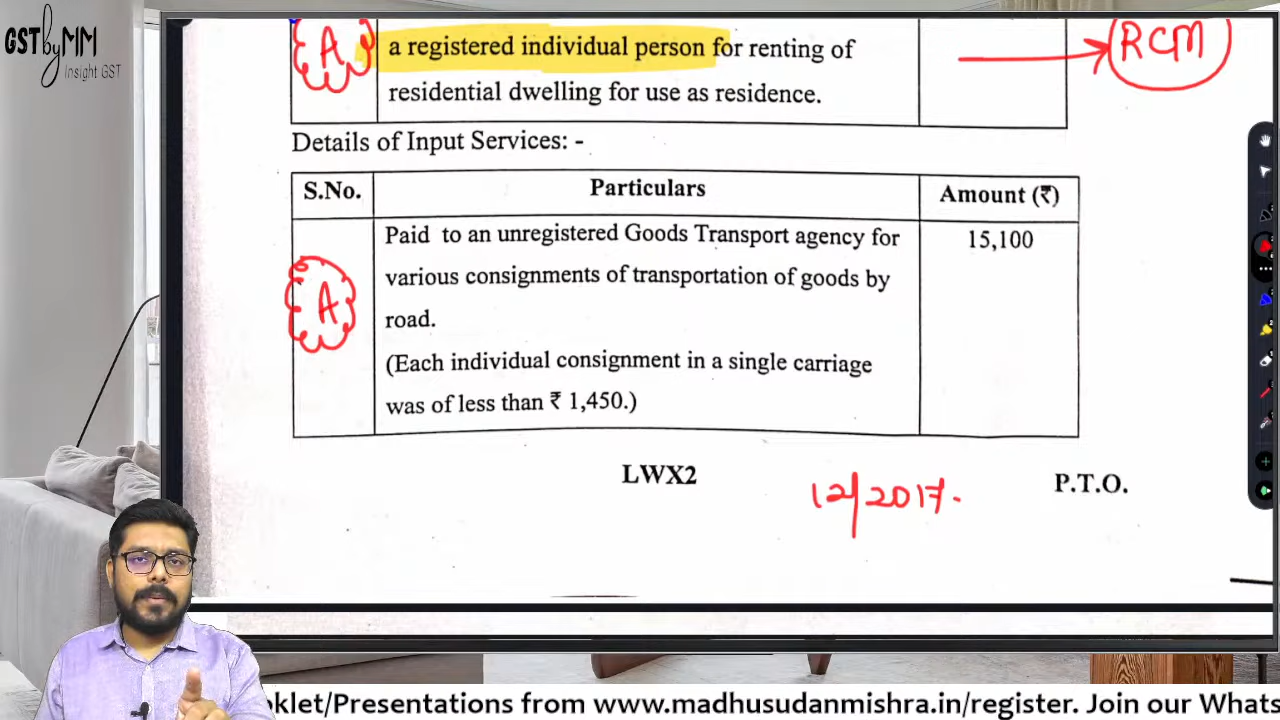 GSTbyMM
Insight GST
A
a registered individual person for renting of
residential dwelling for use as residence.
RCM
Details of Input Services: -
S.No. Particulars Amount (₹)
A
Paid to an unregistered Goods Transport agency for 15,100
various consignments of transportation of goods by
road.
(Each individual consignment in a single carriage
was of less than ₹ 1,450.)
LWX2
12/2017.
P.T.O.
oklet/Presentations from www.madhusudanmishra.in/register. Join our Whats